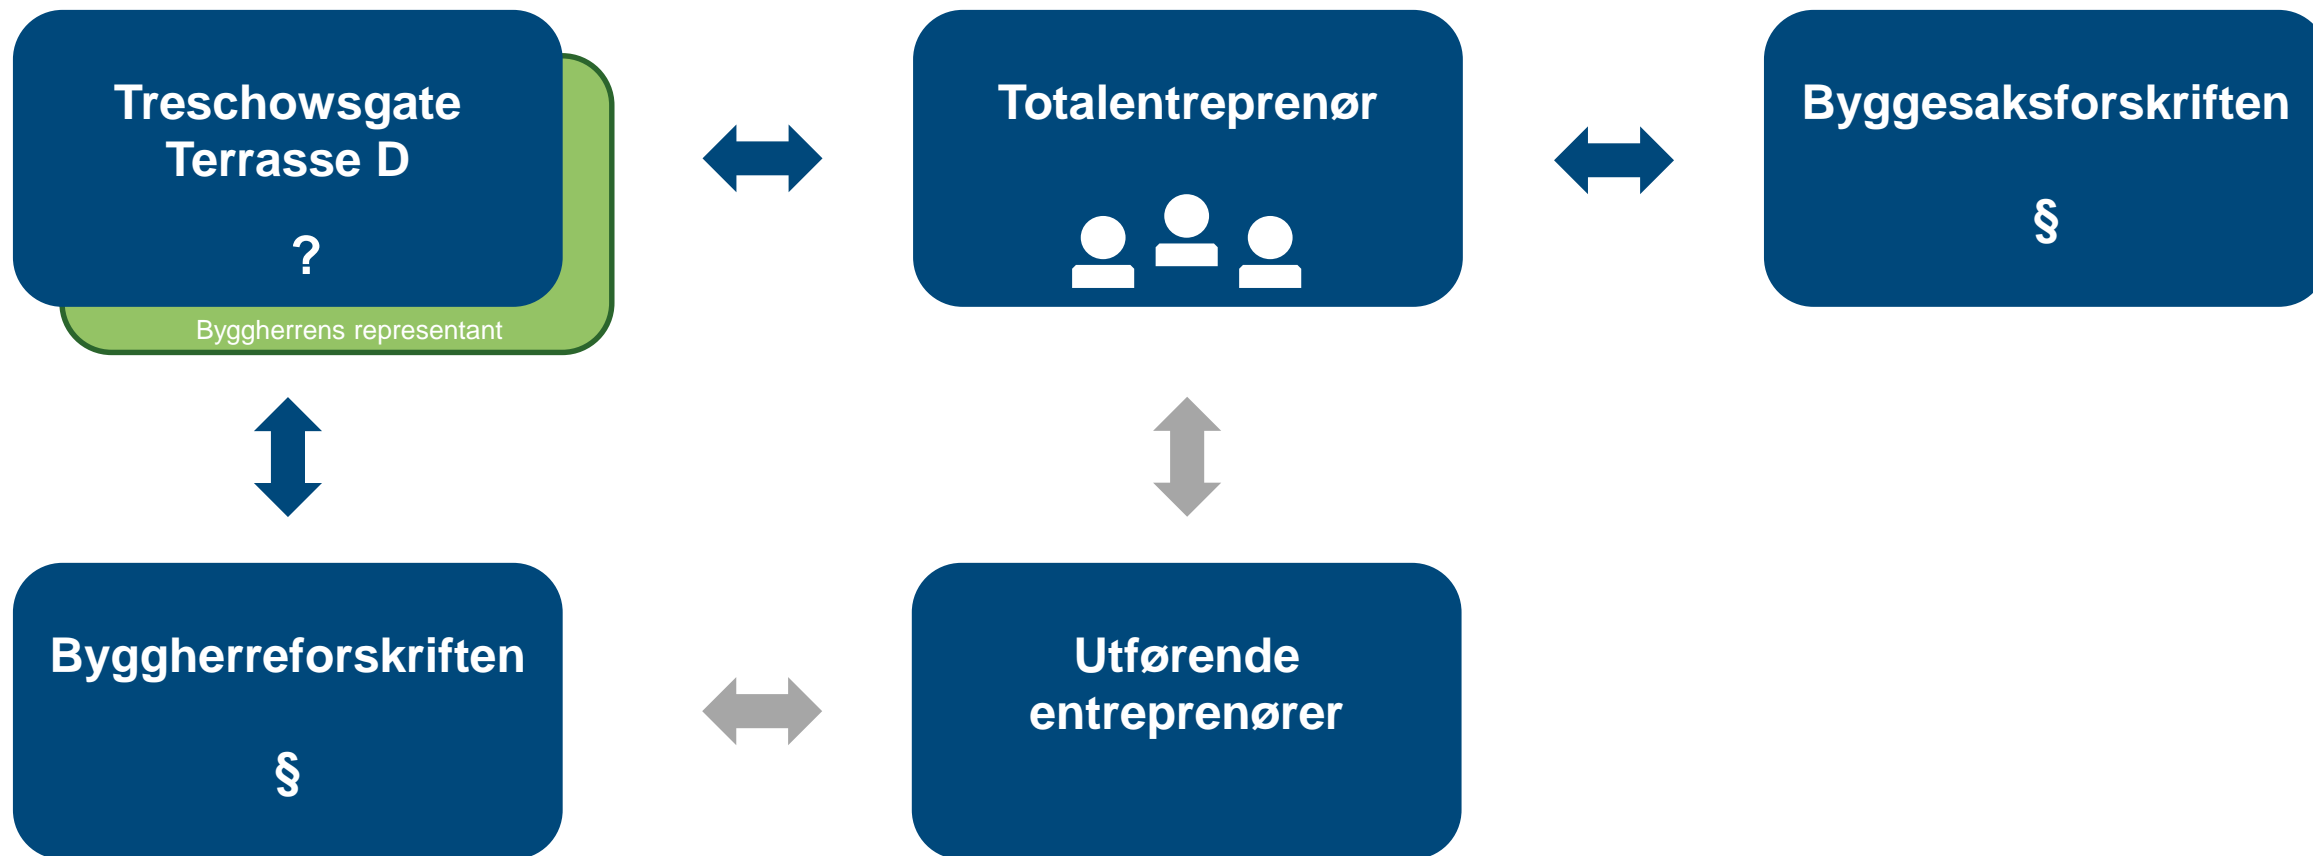 Treschowsgate
Terrasse D
?
Byggherrens representant
Totalentreprenør
Byggesaksforskriften
§
Byggherreforskriften
§
Utførende
entreprenører